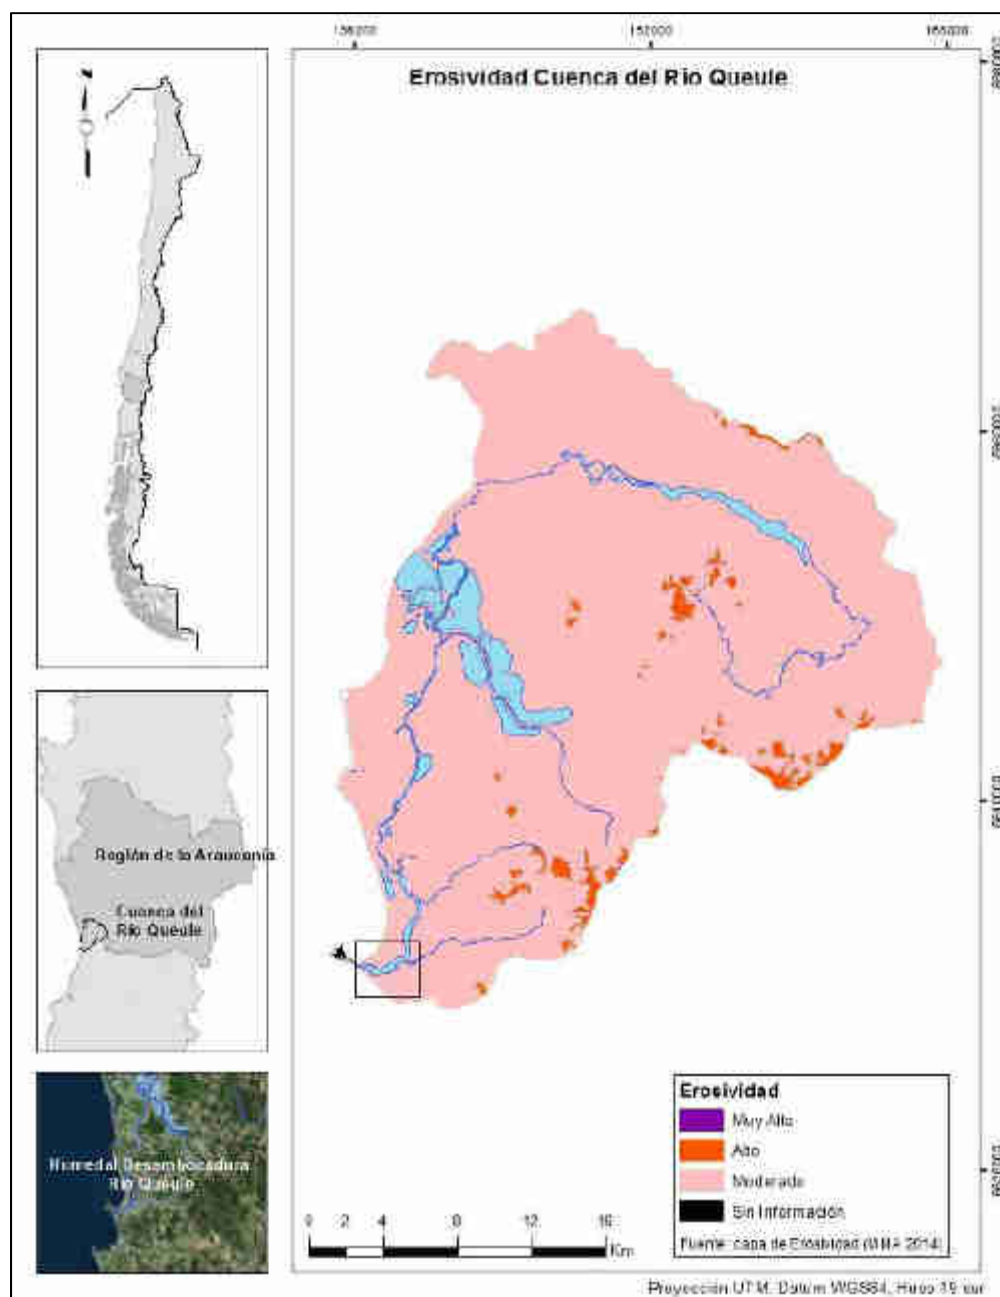 Erosividad Cuenca del Río Queule
Región de la Araucanía
Cuenca del
Río Queule
Humedal Desembocadura
Río Queule
Erosividad
Muy Alto
Alto
Moderada
Sin Información
Fuente: capa de Erosividad (MMA 2014)
0 2 4 8 12 16
Km
Proyección UTM, Datum WGS84, Huso 19 sur